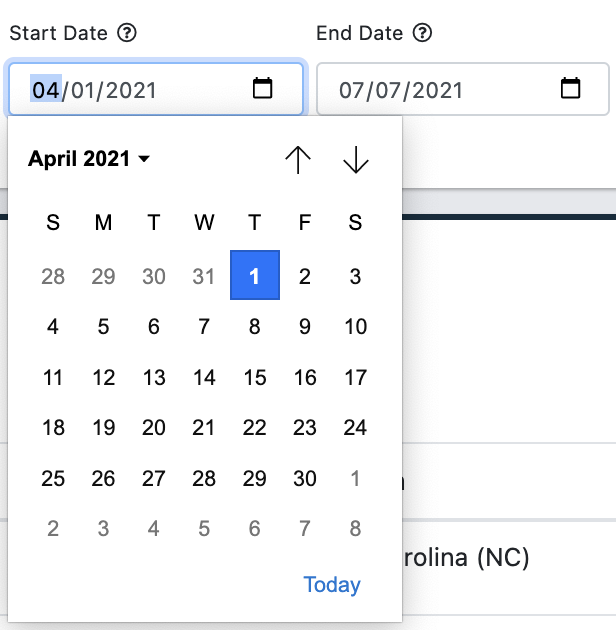 Start Date End Date
04/01/2021 07/07/2021
April 2021
S M T W T F S
28 29 30 31 1 2 3
4 5 6 7 8 9 10
11 12 13 14 15 16 17
18 19 20 21 22 23 24
25 26 27 28 29 30 1
2 3 4 5 6 7 8
rolina (NC)
Today